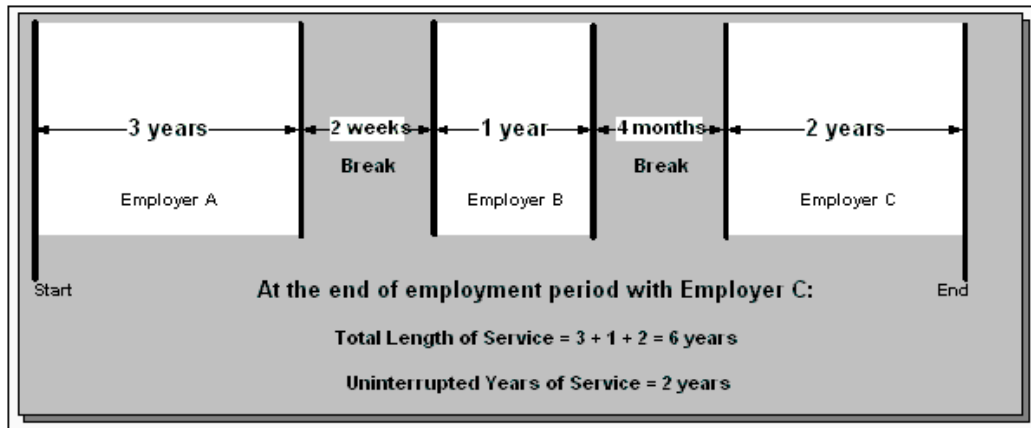 3 years 2 weeks 1 year 4 months 2 years
Break Break
Employer A Employer B Employer C
Start At the end of employment period with Employer C: End
Total Length of Service = 3 + 1 + 2 = 6 years
Uninterrupted Years of Service = 2 years